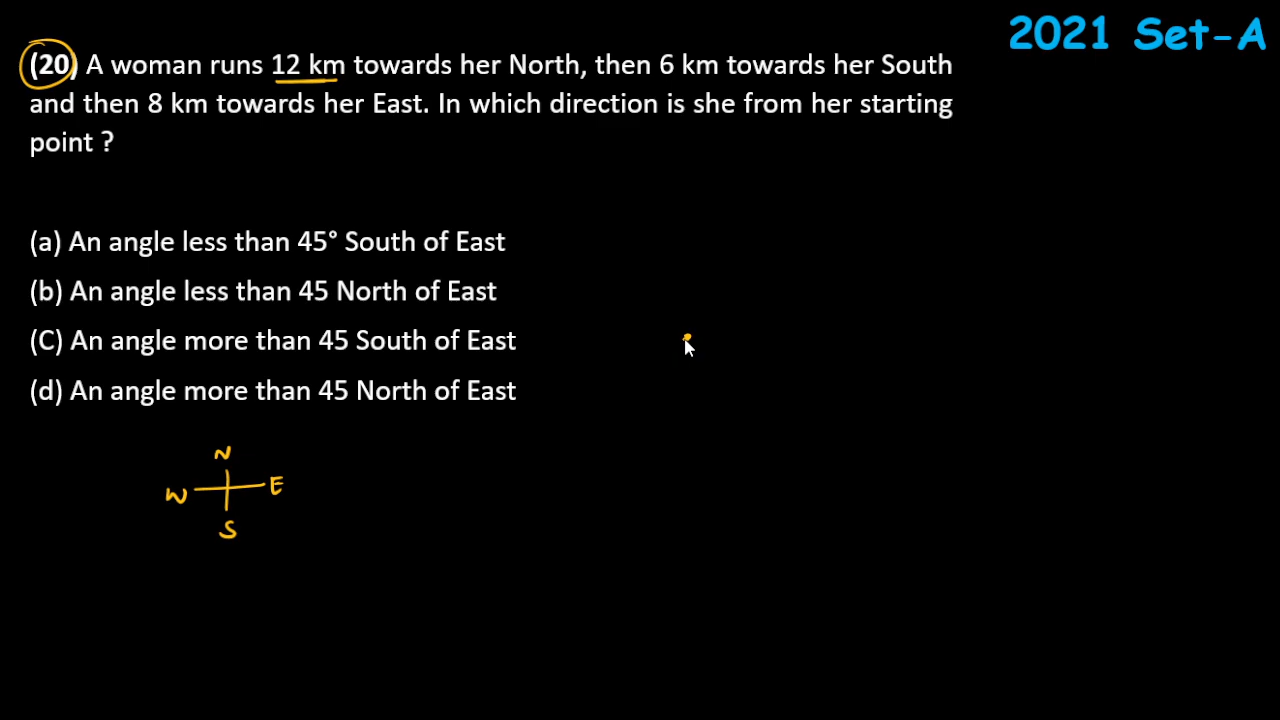 2021 Set-A
(20) A woman runs 12 km towards her North, then 6 km towards her South
and then 8 km towards her East. In which direction is she from her starting
point ?
(a) An angle less than 45° South of East
(b) An angle less than 45 North of East
(C) An angle more than 45 South of East
(d) An angle more than 45 North of East
N
W E
S